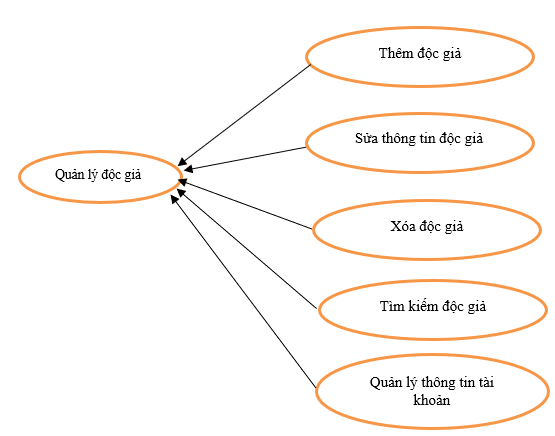 Thêm độc giả
Sửa thông tin độc giả
Quản lý độc giả
Xóa độc giả
Tìm kiếm độc giả
Quản lý thông tin tài
khoản